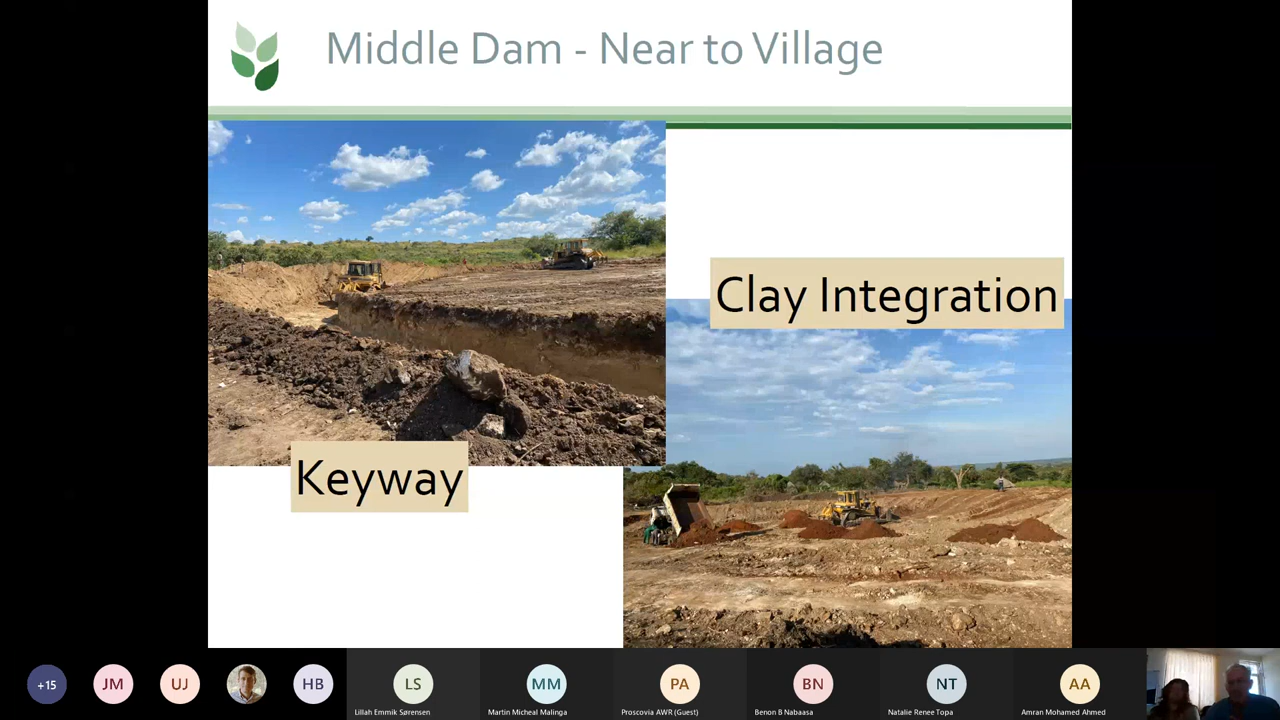 Middle Dam - Near to Village
Clay Integration
Keyway
+15
JM
UJ
HB
LS
Lillah Emmik Sørensen
MM
Martin Micheal Malinga
PA
Proscovia AWR (Guest)
BN
Benon B Nabaasa
NT
Natalie Renee Topa
AA
Amran Mohamed Ahmed